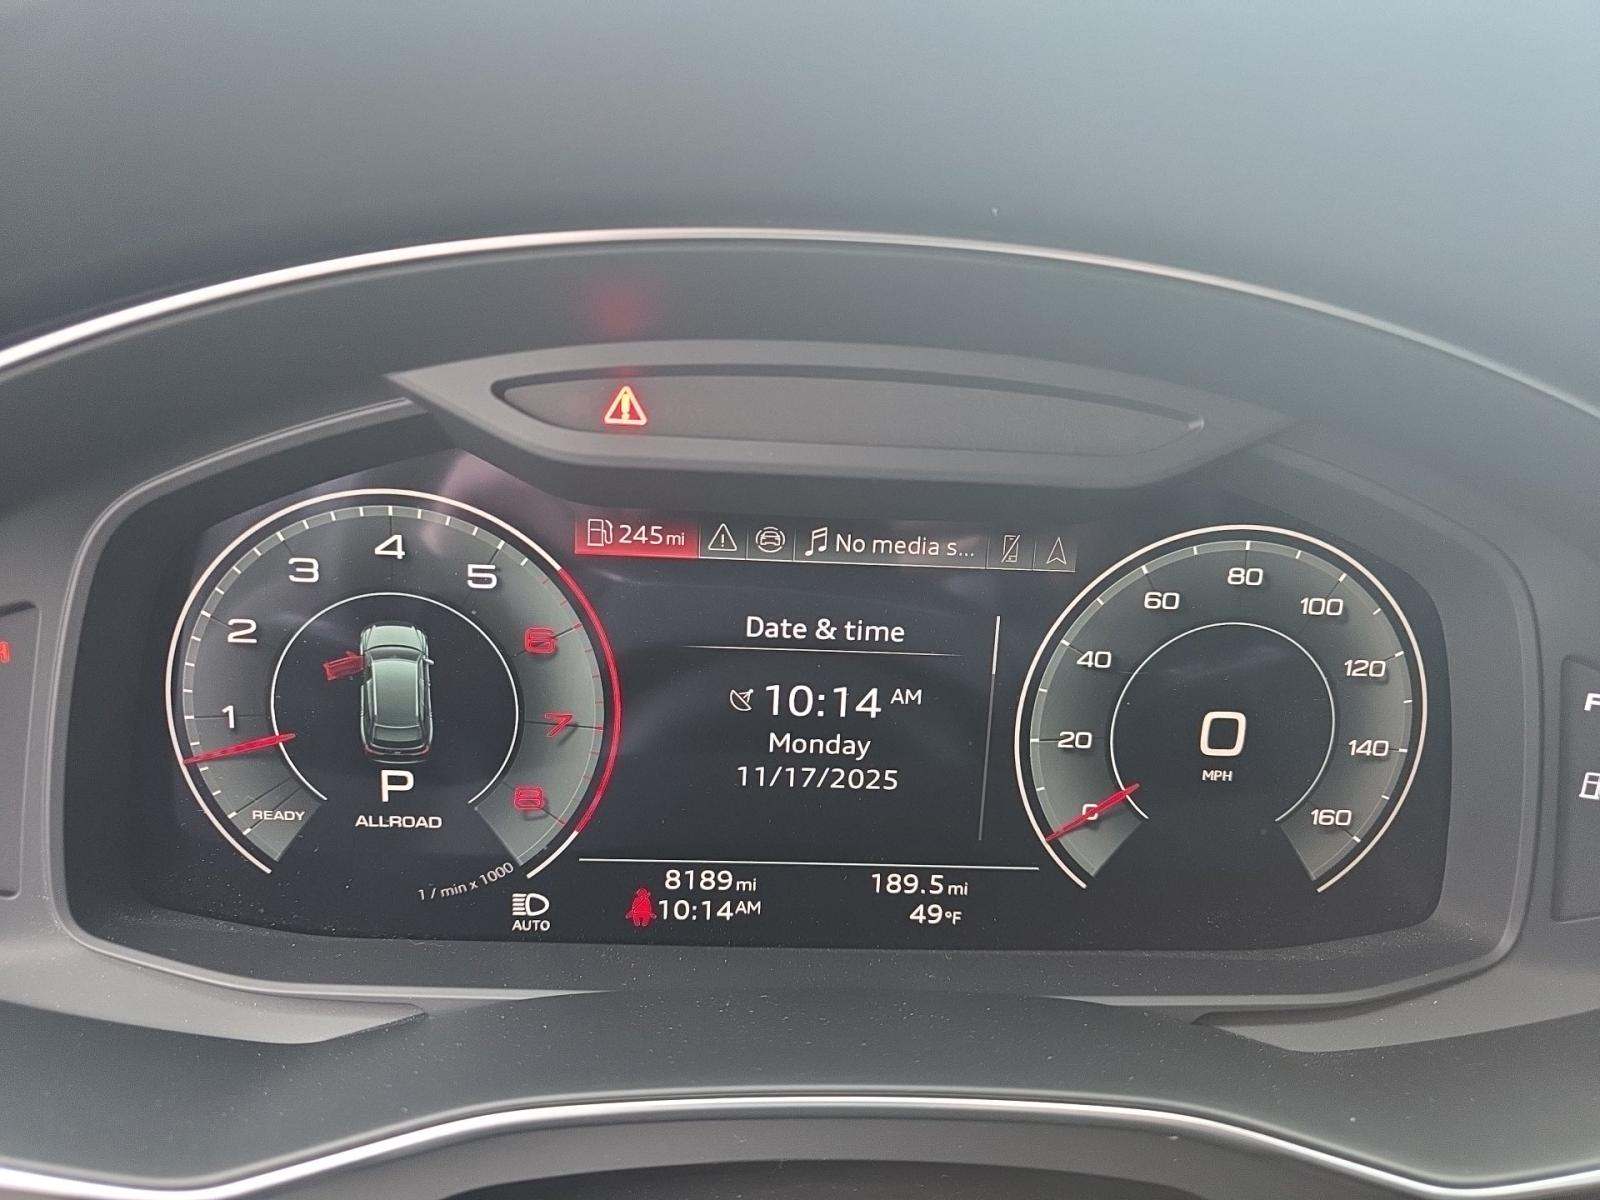 245 mi
No media s...
Date & time
10:14 AM
Monday
11/17/2025
8189 mi
10:14 AM
189.5 mi
49°F
READY
1
2
3
4
5
6
7
8
P
ALLROAD
1 / min x 1000
AUTO
0
20
40
60
80
100
120
140
160
0
MPH